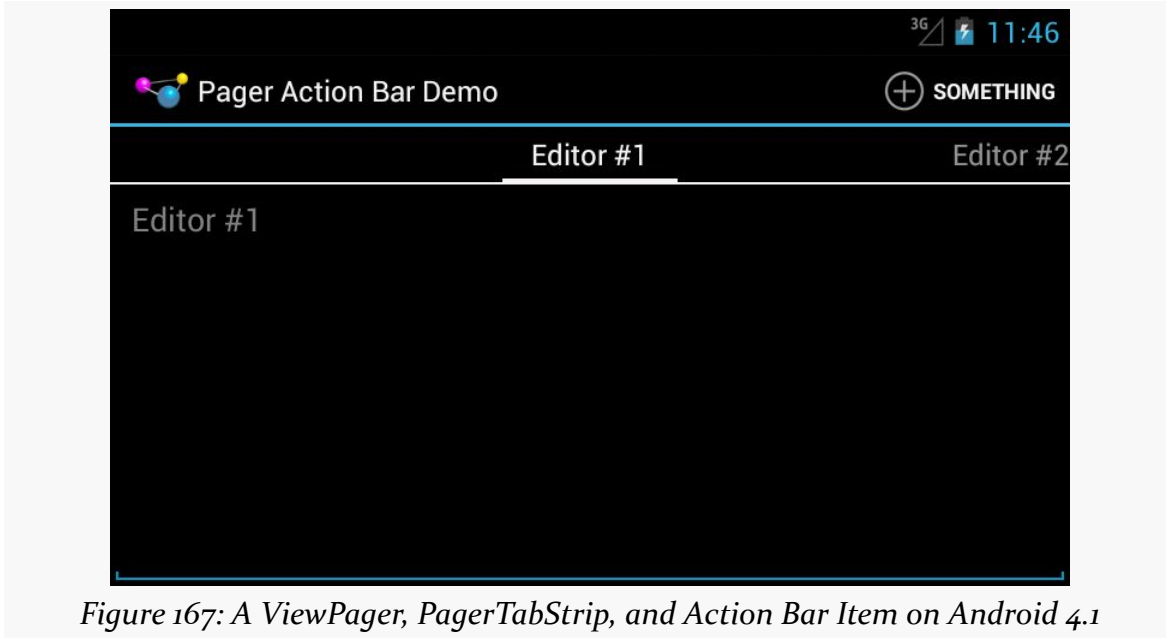 3G 11:46
Pager Action Bar Demo SOMETHING
Editor #1 Editor #2
Editor #1
Figure 167: A ViewPager, PagerTabStrip, and Action Bar Item on Android 4.1